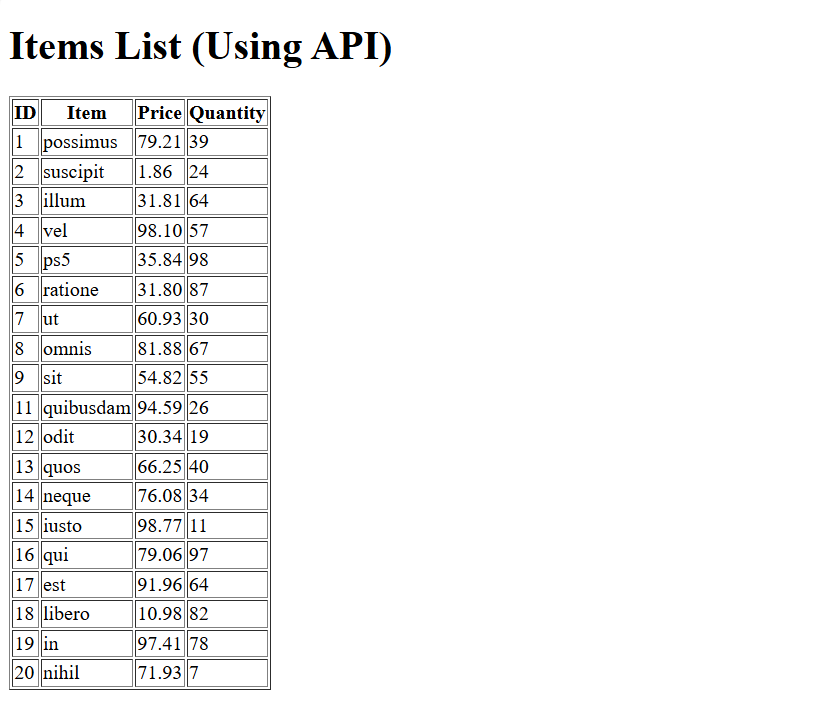 Items List (Using API)
ID Item Price Quantity
1 possimus 79.21 39
2 suscipit 1.86 24
3 illum 31.81 64
4 vel 98.10 57
5 ps5 35.84 98
6 ratione 31.80 87
7 ut 60.93 30
8 omnis 81.88 67
9 sit 54.82 55
11 quibusdam 94.59 26
12 odit 30.34 19
13 quos 66.25 40
14 neque 76.08 34
15 iusto 98.77 11
16 qui 79.06 97
17 est 91.96 64
18 libero 10.98 82
19 in 97.41 78
20 nihil 71.93 7